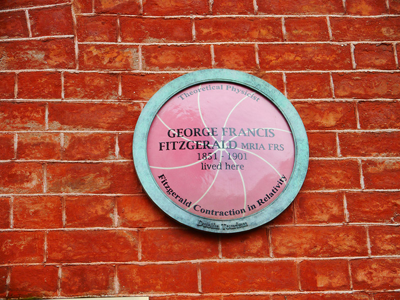 Theoretical Physicist
GEORGE FRANCIS
FITZGERALD MRIA FRS
1851 - 1901
lived here
Fitzgerald Contraction in Relativity
Dublin Tourism